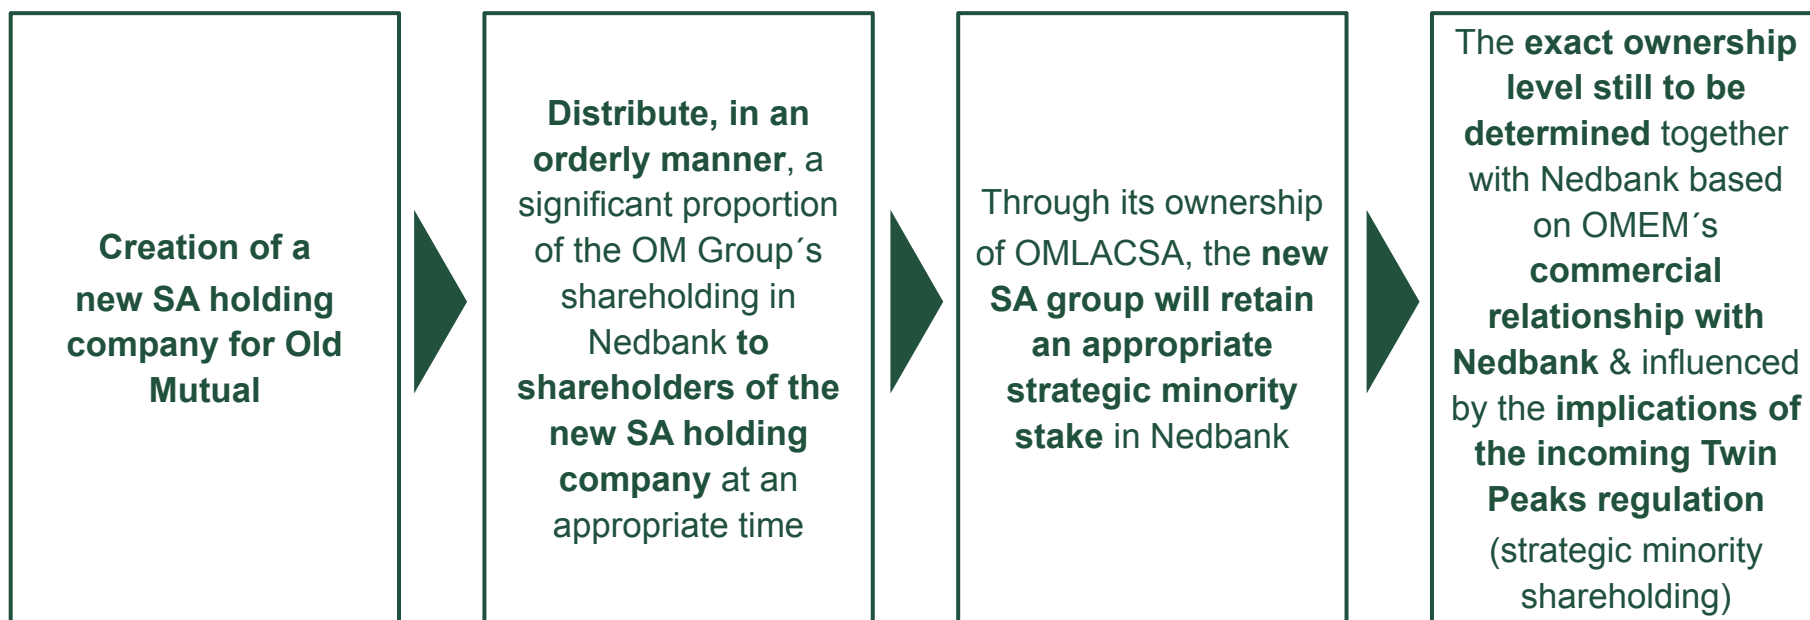 Creation of a
new SA holding
company for Old
Mutual
Distribute, in an
orderly manner, a
significant proportion
of the OM Group´s
shareholding in
Nedbank to
shareholders of the
new SA holding
company at an
appropriate time
Through its ownership
of OMLACSA, the new
SA group will retain
an appropriate
strategic minority
stake in Nedbank
The exact ownership
level still to be
determined together
with Nedbank based
on OMEM´s
commercial
relationship with
Nedbank & influenced
by the implications of
the incoming Twin
Peaks regulation
(strategic minority
shareholding)